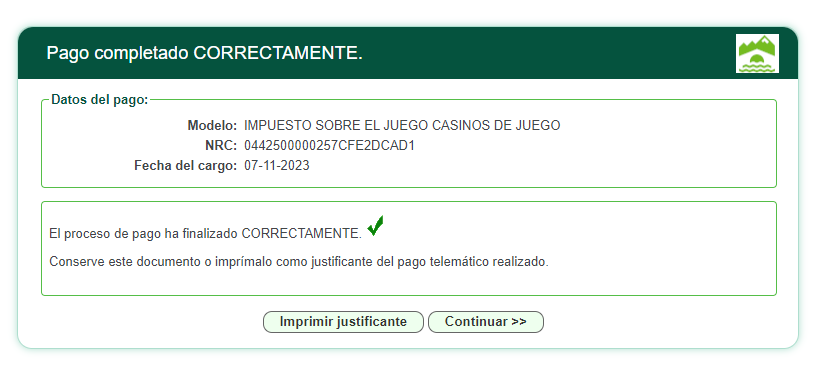 Pago completado CORRECTAMENTE.
Datos del pago:
Modelo: IMPUESTO SOBRE EL JUEGO CASINOS DE JUEGO
NRC: 0442500000257CFE2DCAD1
Fecha del cargo: 07-11-2023
El proceso de pago ha finalizado CORRECTAMENTE.
Conserve este documento o imprímalo como justificante del pago telemático realizado.
Imprimir justificante
Continuar >>